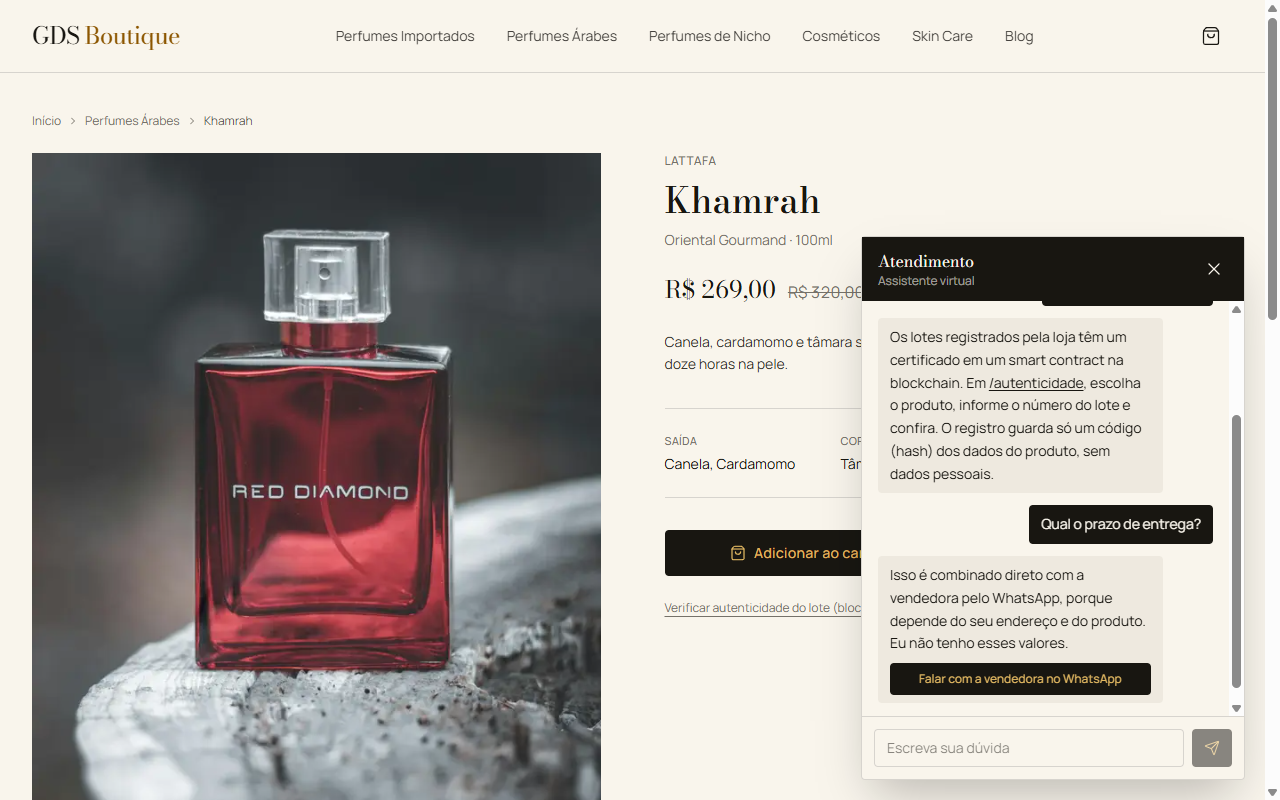 GDS Boutique
Perfumes Importados
Perfumes Árabes
Perfumes de Nicho
Cosméticos
Skin Care
Blog
Início > Perfumes Árabes > Khamrah
RED DIAMOND
LATTAFA
Khamrah
Oriental Gourmand · 100ml
R$ 269,00 R$ 320,00
Canela, cardamomo e tâmara
doze horas na pele.
SAÍDA
Canela, Cardamomo
Adicionar ao
Verificar autenticidade do lote
Atendimento
Assistente virtual
Os lotes registrados pela loja têm um
certificado em um smart contract na
blockchain. Em /autenticidade, escolha
o produto, informe o número do lote e
confira. O registro guarda só um código
(hash) dos dados do produto, sem
dados pessoais.
Qual o prazo de entrega?
Isso é combinado direto com a
vendedora pelo WhatsApp, porque
depende do seu endereço e do produto.
Eu não tenho esses valores.
Falar com a vendedora no WhatsApp
Escreva sua dúvida